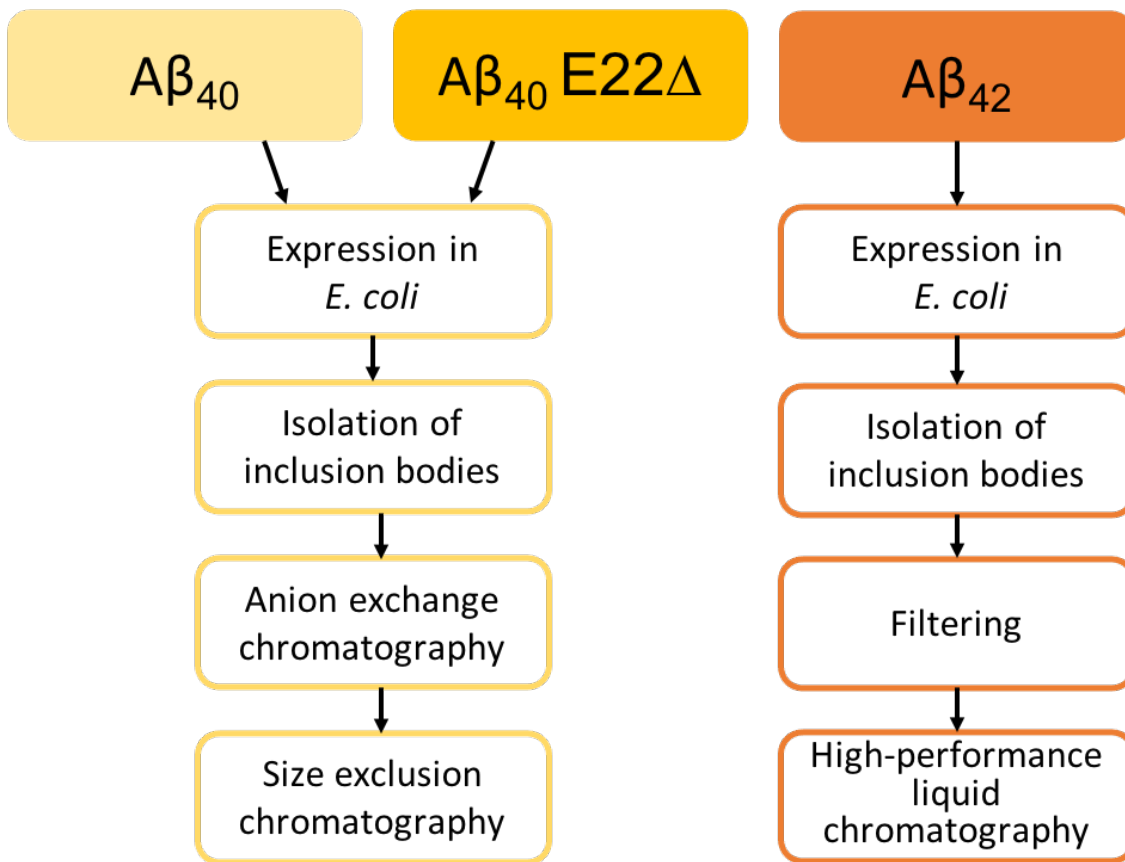 Aβ₄₀
Aβ₄₀ E22Δ
Aβ₄₂
Expression in
E. coli
Isolation of
inclusion bodies
Anion exchange
chromatography
Size exclusion
chromatography
Expression in
E. coli
Isolation of
inclusion bodies
Filtering
High-performance
liquid
chromatography